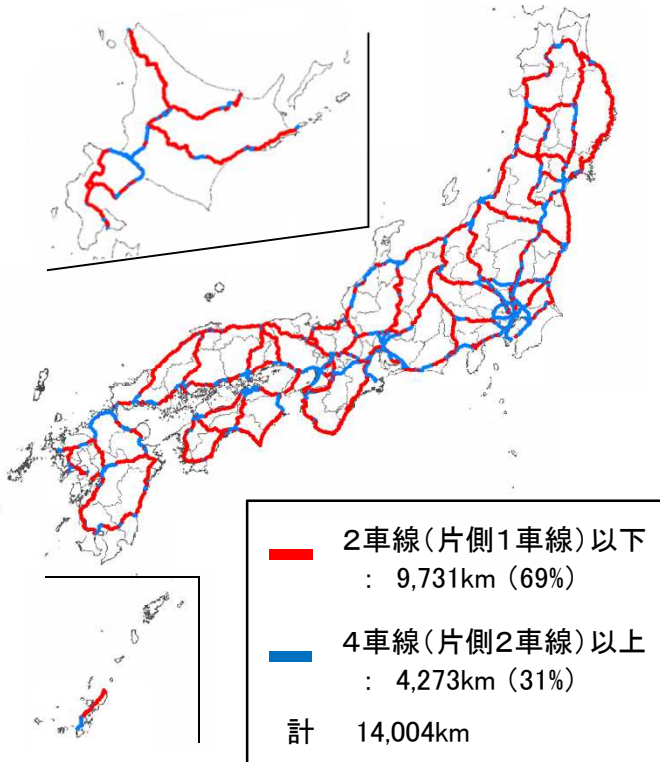 2車線(片側1車線)以下
: 9,731km (69%)
4車線(片側2車線)以上
: 4,273km (31%)
計 14,004km